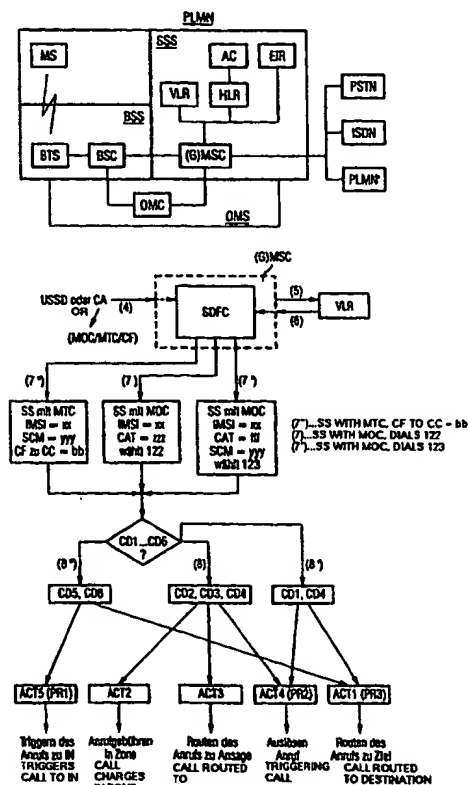 PLMN
SSS
MS
AC
EIR
VLR
HLR
PSTN
BSS
ISDN
BTS
BSC
(G)MSC
PLMN'
OMC
OMS
(G)MSC
USSD oder CA
OR
(MOC/MTC/CF)
(4)
SDFC
(5)
(6)
VLR
(7")
(7)
(7')
SS mit MTC
IMSI = xx
SCM = yyy
CF zu CC = bb
SS mit MOC
IMSI = xx
CAT = zzz
wählt 122
SS mit MOC
IMSI = xx
CAT = ttt
SCM = yyy
wählt 123
(7")...SS WITH MTC, CF TO CC = bb
(7)...SS WITH MOC, DIALS 122
(7')...SS WITH MOC, DIALS 123
CD1...CD6
?
(8")
(8)
(8')
CD5, CD6
CD2, CD3, CD4
CD1, CD4
ACT5 (PR1)
ACT2
ACT3
ACT4 (PR2)
ACT1 (PR3)
Triggern des
Anrufs zu IN
TRIGGERS
CALL TO IN
Anrufgebühren
in Zone
CALL
CHARGES
Routen des
Anrufs zu Ansage
CALL ROUTED
TO
Auslösen
Anruf
TRIGGERING
CALL
Routen des
Anrufs zu Ziel
CALL ROUTED
TO DESTINATION